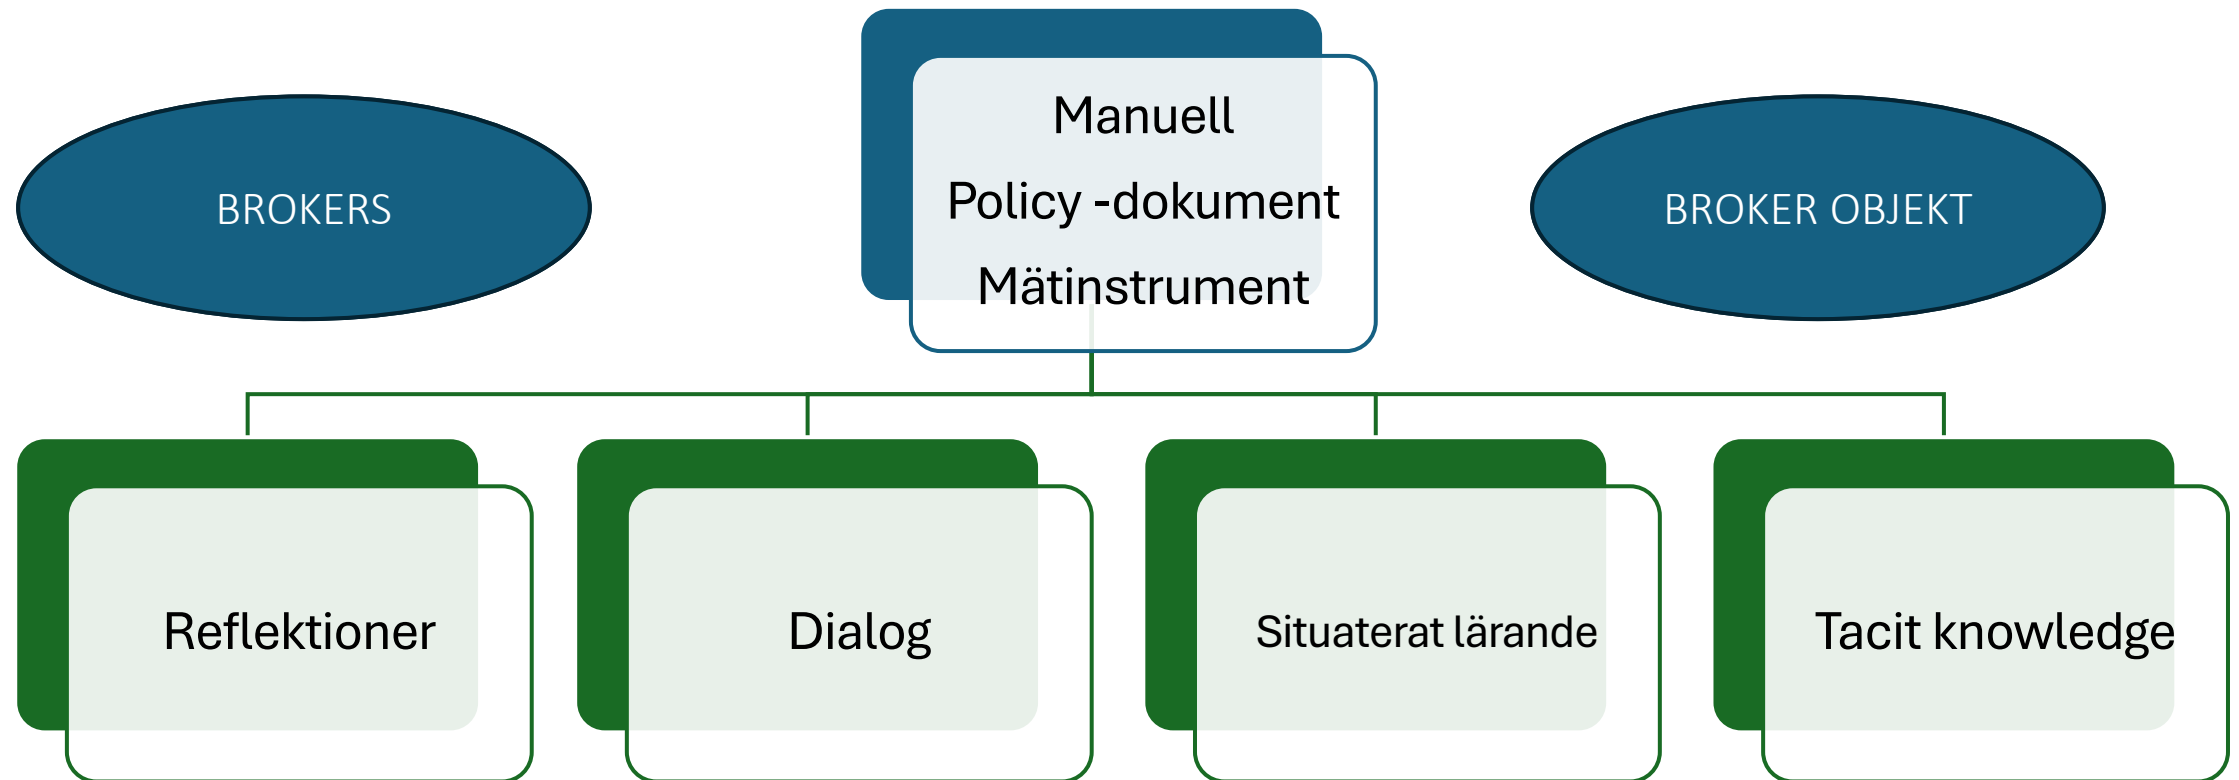 Manuell
Policy -dokument
Mätinstrument
BROKERS
BROKER OBJEKT
Reflektioner
Dialog
Situaterat lärande
Tacit knowledge